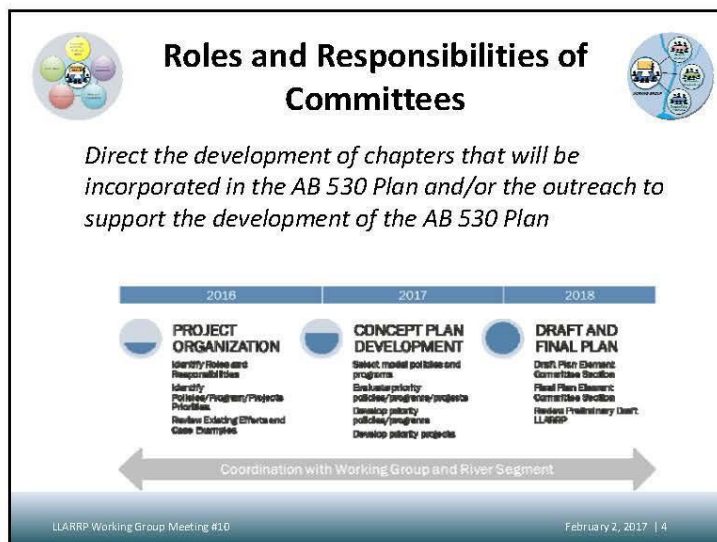 Roles and Responsibilities of
Committees
Direct the development of chapters that will be
incorporated in the AB 530 Plan and/or the outreach to
support the development of the AB 530 Plan
2016
2017
2018
PROJECT
ORGANIZATION
Identify Roles and
Responsibilities
Identify
Policies/Program/Projects
Priorities
Review Existing Efforts and
Case Examples
CONCEPT PLAN
DEVELOPMENT
Select model policies and
programs
Evaluate priority
policies/programs/projects
Develop priority
policies/programs
Develop priority projects
DRAFT AND
FINAL PLAN
Draft Plan Element
Committee Section
Final Plan Element
Committee Section
Review Preliminary Draft
LLARRP
Coordination with Working Group and River Segment
LLARRP Working Group Meeting #10
February 2, 2017 | 4